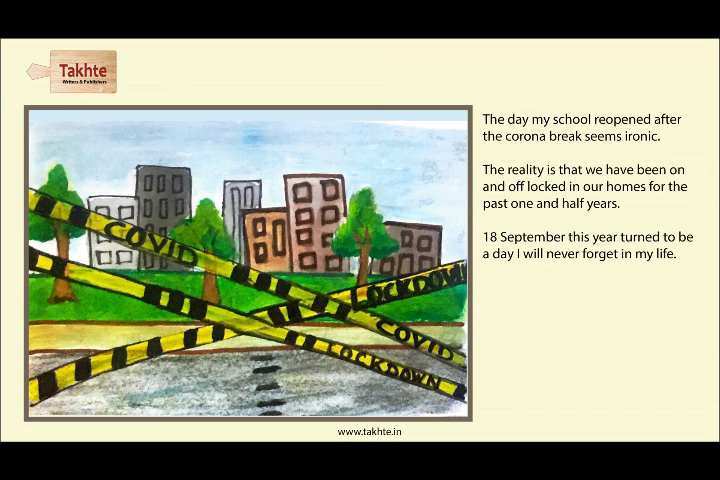 Takhte
Writers & Publishers
The day my school reopened after
the corona break seems ironic.
The reality is that we have been on
and off locked in our homes for the
past one and half years.
18 September this year turned to be
a day I will never forget in my life.
COVID
LOCKDOWN
COVID
LOCKDOWN
www.takhte.in